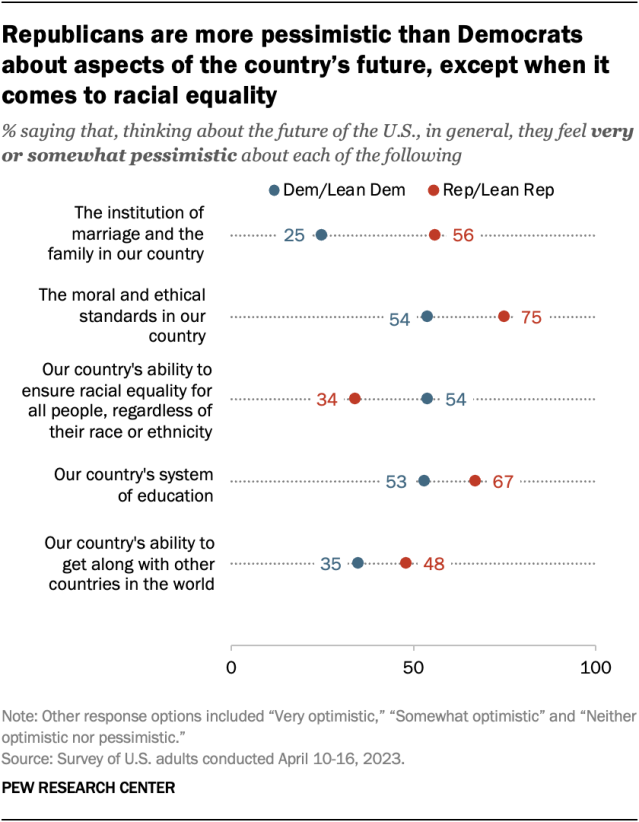 Republicans are more pessimistic than Democrats
about aspects of the country's future, except when it
comes to racial equality
% saying that, thinking about the future of the U.S., in general, they feel very
or somewhat pessimistic about each of the following
Dem/Lean Dem Rep/Lean Rep
The institution of
marriage and the
family in our country
25 56
The moral and ethical
standards in our
country
54 75
Our country's ability to
ensure racial equality for
all people, regardless of
their race or ethnicity
34 54
Our country's system
of education
53 67
Our country's ability to
get along with other
countries in the world
35 48
0 50 100
Note: Other response options included “Very optimistic,” “Somewhat optimistic” and “Neither
optimistic nor pessimistic.”
Source: Survey of U.S. adults conducted April 10-16, 2023.
PEW RESEARCH CENTER